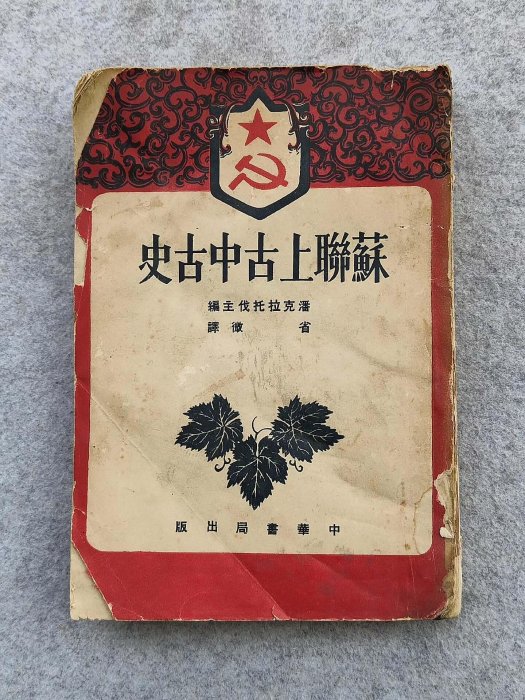 蘇聯上古中古史
潘克拉托伐主編
省徵譯
中華書局出版